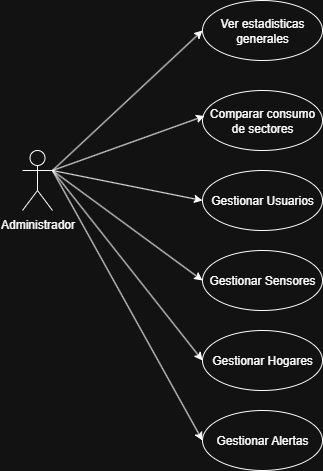 Ver estadisticas
generales
Comparar consumo
de sectores
Administrador
Gestionar Usuarios
Gestionar Sensores
Gestionar Hogares
Gestionar Alertas